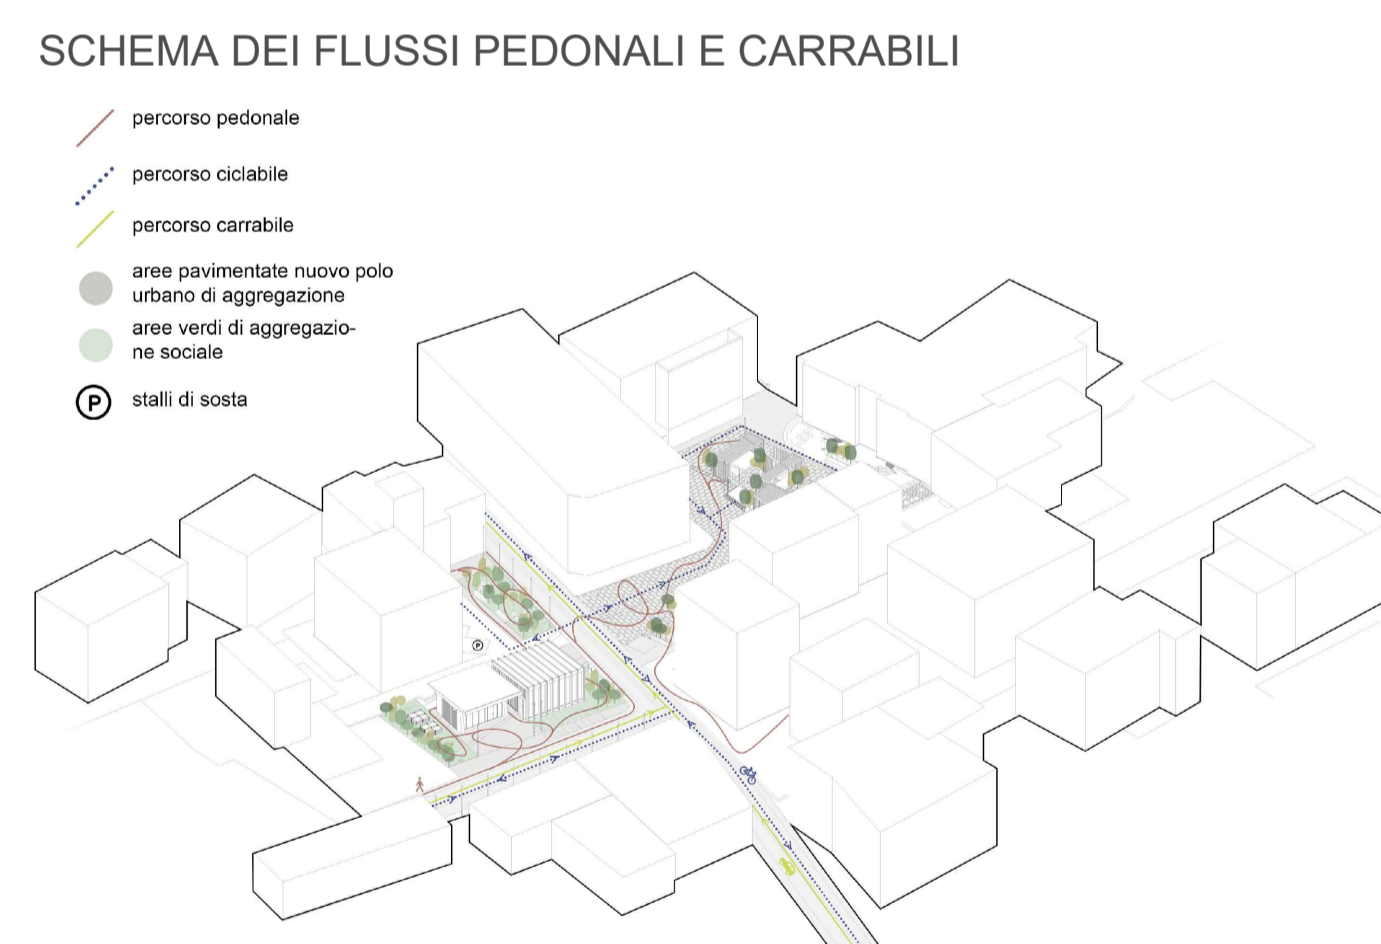 SCHEMA DEI FLUSSI PEDONALI E CARRABILI
percorso pedonale
percorso ciclabile
percorso carrabile
aree pavimentate nuovo polo
urbano di aggregazione
aree verdi di aggregazio-
ne sociale
P
stalli di sosta
P